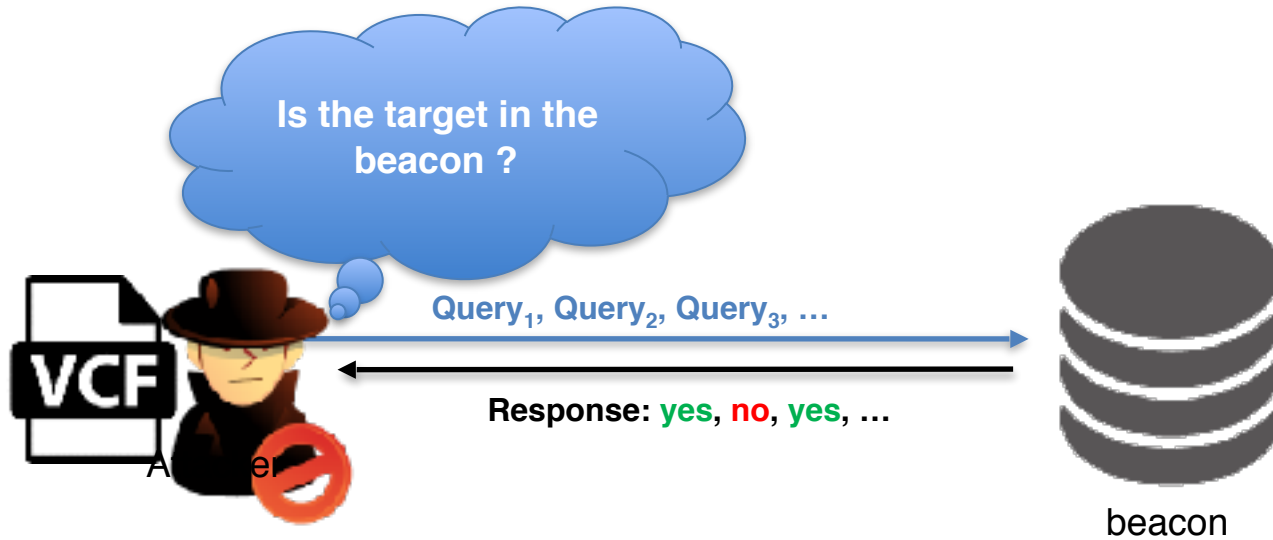 Is the target in the
beacon ?
Query₁, Query₂, Query₃, …
Response: yes, no, yes, …
VCF
beacon